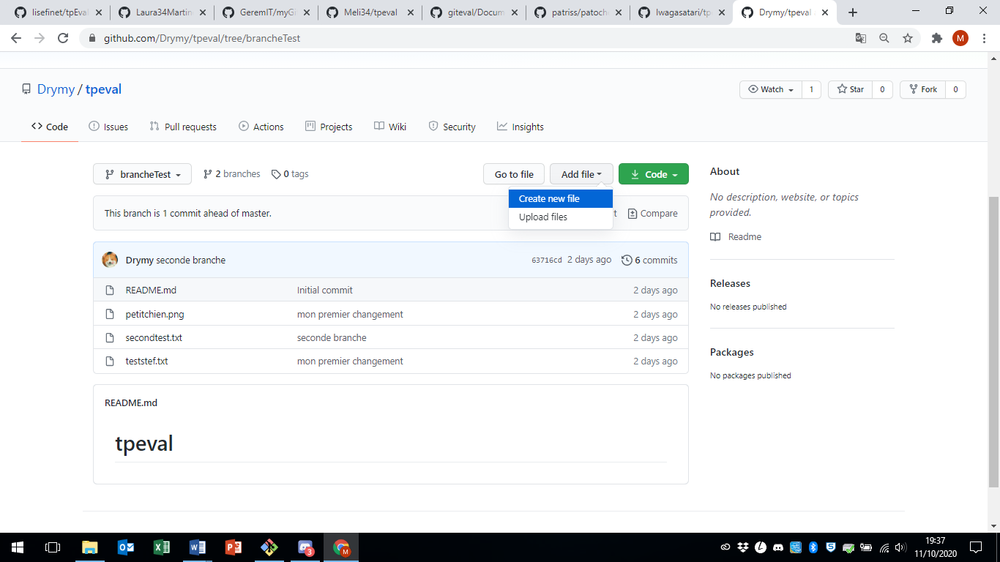 lisefinet/tpEval
Laura34Martin
GeremIT/myGi
Meli34/tpeval
giteval/Docum
patriss/patoche
Iwagasatari/tp
Drymy/tpeval
github.com/Drymy/tpeval/tree/brancheTest
M
Drymy / tpeval
Watch 1
Star 0
Fork 0
Code Issues Pull requests Actions Projects Wiki Security Insights
brancheTest 2 branches 0 tags
Go to file Add file Code
Create new file
Upload files
This branch is 1 commit ahead of master.
Compare
Drymy seconde branche 63716cd 2 days ago 6 commits
README.md Initial commit 2 days ago
petitchien.png mon premier changement 2 days ago
secondtest.txt seconde branche 2 days ago
teststef.txt mon premier changement 2 days ago
README.md
tpeval
About
No description, website, or topics
provided.
Readme
Releases
No releases published
Packages
No packages published
3
M
19:37
11/10/2020